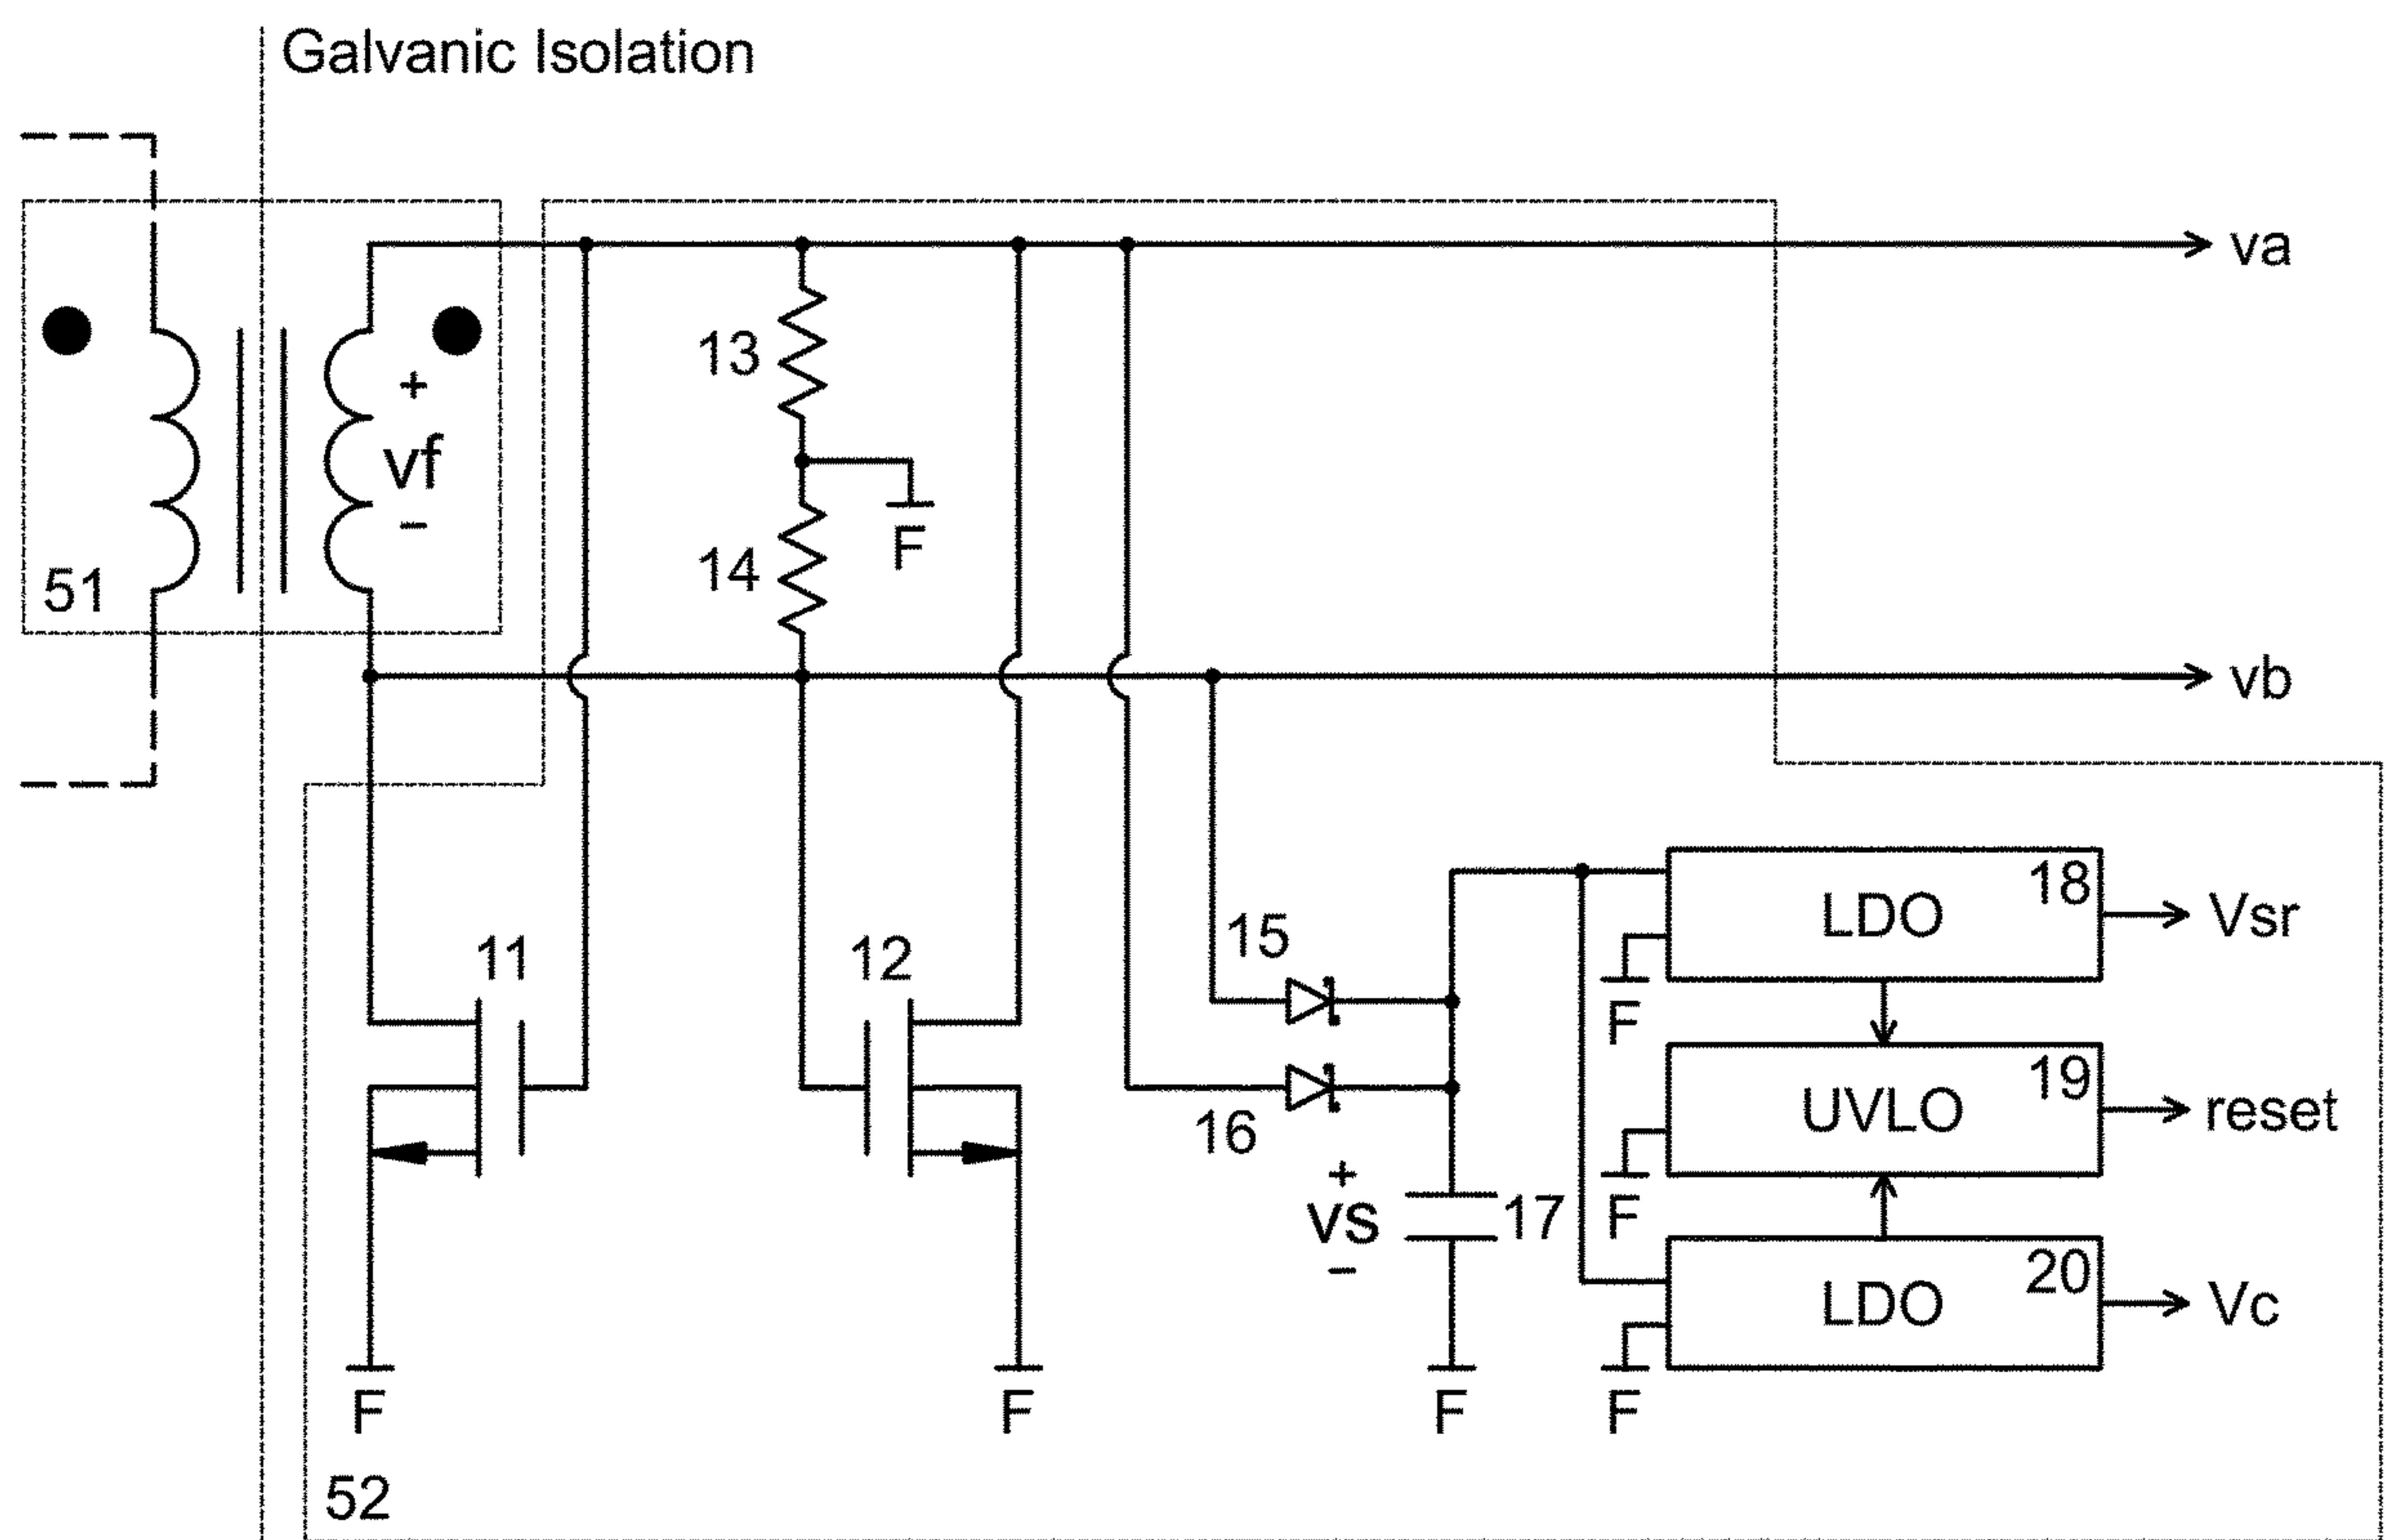 Galvanic Isolation
va
13
+
vf
-
F
14
51
vb
18
LDO
Vsr
15
11
12
F
19
UVLO
reset
16
+
vs
-
17
F
20
LDO
Vc
F
F
F
F
52